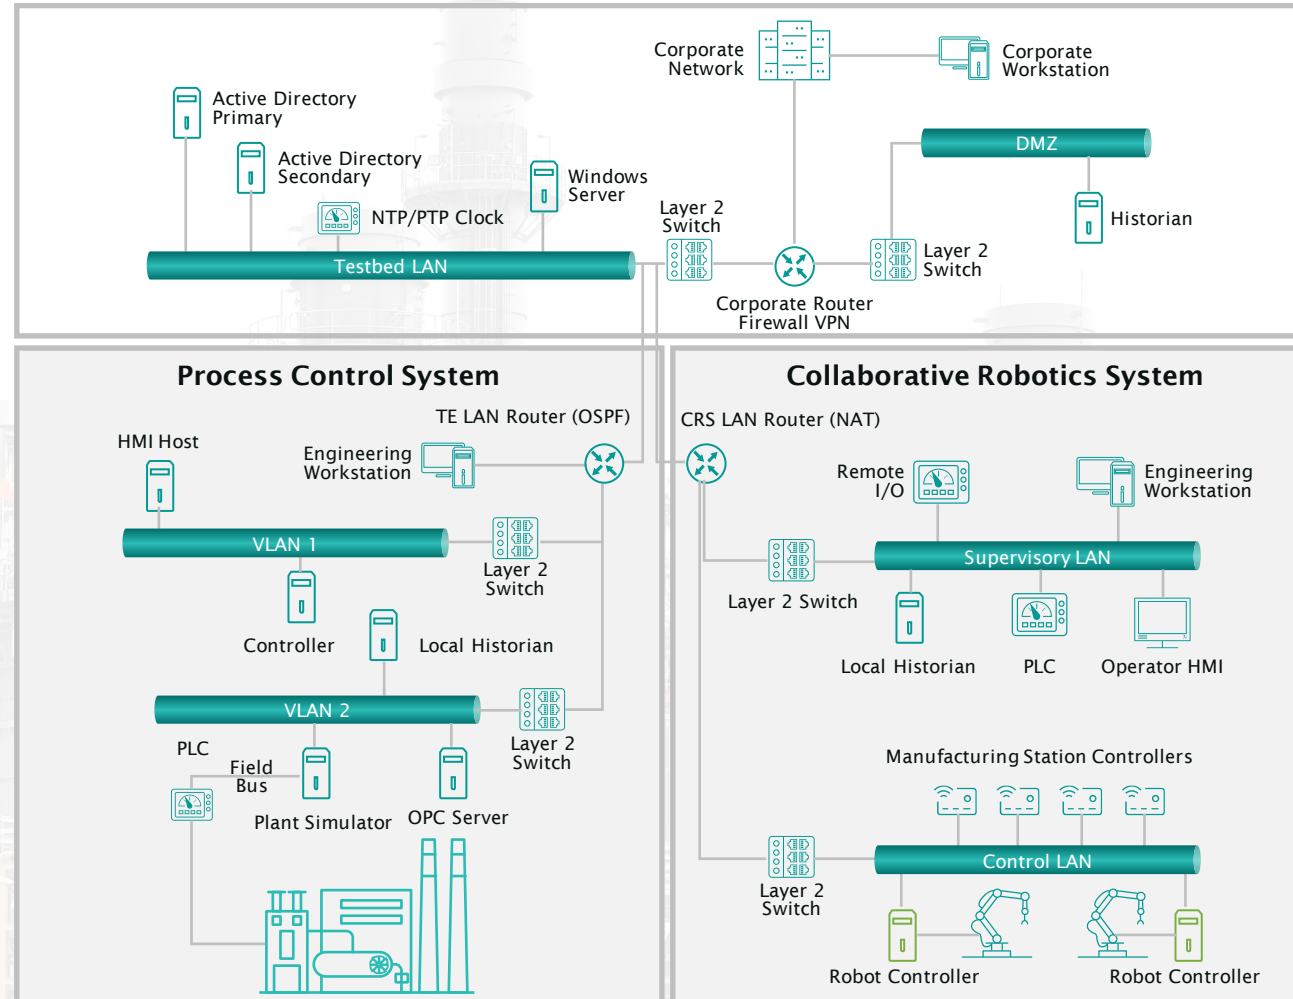 Corporate
Network
Corporate
Workstation
Active Directory
Primary
DMZ
Active Directory
Secondary
Windows
Server
NTP/PTP Clock
Layer 2
Switch
Historian
Testbed LAN
Layer 2
Switch
Corporate Router
Firewall VPN
Process Control System
TE LAN Router (OSPF)
HMI Host
Engineering
Workstation
VLAN 1
Layer 2
Switch
Controller
Local Historian
VLAN 2
Layer 2
Switch
PLC
Field
Bus
Plant Simulator
OPC Server
Collaborative Robotics System
CRS LAN Router (NAT)
Remote
I/O
Engineering
Workstation
Supervisory LAN
Layer 2 Switch
Local Historian
PLC
Operator HMI
Manufacturing Station Controllers
Control LAN
Layer 2
Switch
Robot Controller
Robot Controller